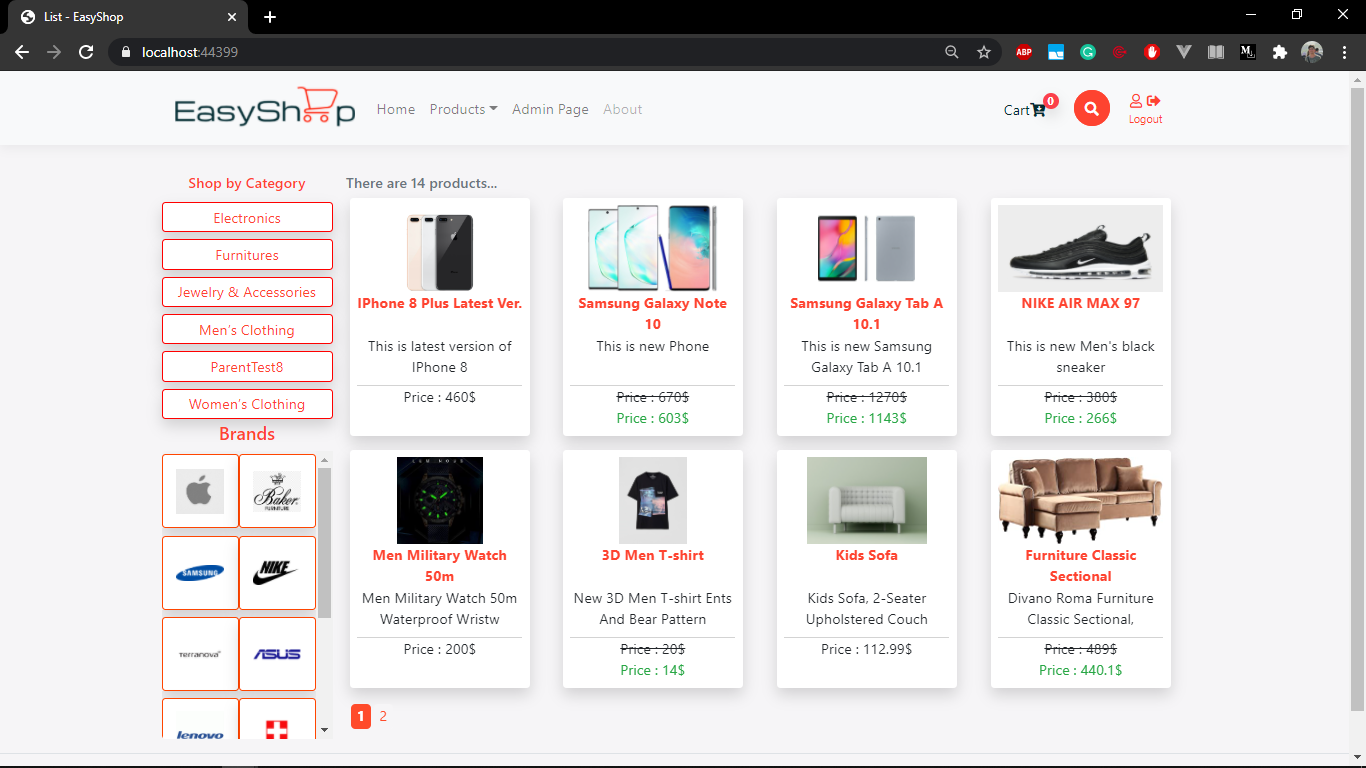 List - EasyShop
localhost:44399
ABP
EasyShop
Home
Products
Admin Page
About
Cart
0
Logout
Shop by Category
Electronics
Furnitures
Jewelry & Accessories
Men's Clothing
ParentTest8
Women's Clothing
Brands
Baker
FURNITURE
SAMSUNG
NIKE
TERRANOVA
ASUS
lenovo
There are 14 products...
IPhone 8 Plus Latest Ver.
This is latest version of
IPhone 8
Price : 460$
Samsung Galaxy Note
10
This is new Phone
Price : 670$
Price : 603$
Samsung Galaxy Tab A
10.1
This is new Samsung
Galaxy Tab A 10.1
Price : 1270$
Price : 1143$
NIKE AIR MAX 97
This is new Men's black
sneaker
Price : 380$
Price : 266$
Men Military Watch
50m
Men Military Watch 50m
Waterproof Wristw
Price : 200$
3D Men T-shirt
New 3D Men T-shirt Ents
And Bear Pattern
Price : 20$
Price : 14$
Kids Sofa
Kids Sofa, 2-Seater
Upholstered Couch
Price : 112.99$
Furniture Classic
Sectional
Divano Roma Furniture
Classic Sectional,
Price : 489$
Price : 440.1$
1 2